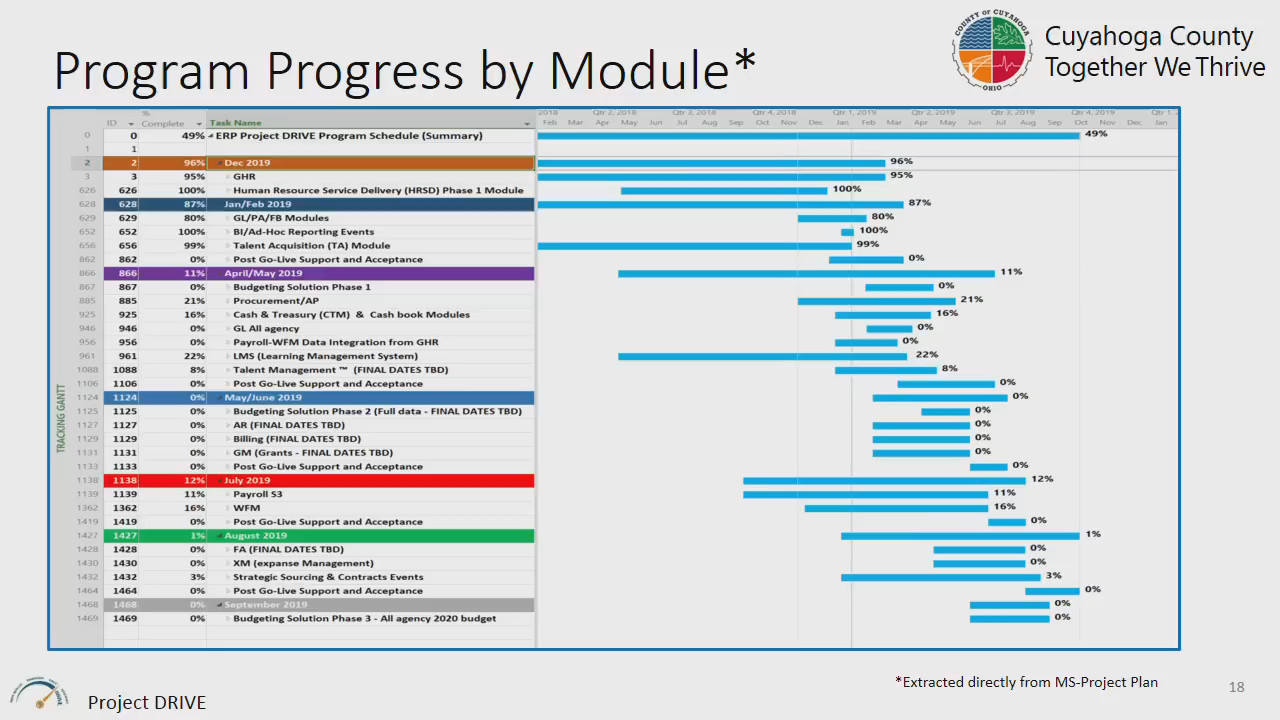 Program Progress by Module*
COUNTY OF CUYAHOGA
OHIO
Cuyahoga County
Together We Thrive
%
ID Complete Task Name
2018 Qtr 2, 2018 Qtr 3, 2018 Qtr 4, 2018 Qtr 1, 2019 Qtr 2, 2019 Qtr 3, 2019 Qtr 4, 2019 Qtr 1, 2
Feb Mar Apr May Jun Jul Aug Sep Oct Nov Dec Jan Feb Mar Apr May Jun Jul Aug Sep Oct Nov Dec Jan
0 0 49% ERP Project DRIVE Program Schedule (Summary) 49%
1 1
2 2 96% Dec 2019 96%
3 3 95% GHR 95%
626 626 100% Human Resource Service Delivery (HRSD) Phase 1 Module 100%
628 628 87% Jan/Feb 2019 87%
629 629 80% GL/PA/FB Modules 80%
652 652 100% BI/Ad-Hoc Reporting Events 100%
656 656 99% Talent Acquisition (TA) Module 99%
862 862 0% Post Go-Live Support and Acceptance 0%
866 866 11% April/May 2019 11%
867 867 0% Budgeting Solution Phase 1 0%
885 885 21% Procurement/AP 21%
925 925 16% Cash & Treasury (CTM) & Cash book Modules 16%
946 946 0% GL All agency 0%
956 956 0% Payroll-WFM Data Integration from GHR 0%
961 961 22% LMS (Learning Management System) 22%
1088 1088 8% Talent Management ™ (FINAL DATES TBD) 8%
1106 1106 0% Post Go-Live Support and Acceptance 0%
1124 1124 0% May/June 2019 0%
1125 1125 0% Budgeting Solution Phase 2 (Full data - FINAL DATES TBD) 0%
1127 1127 0% AR (FINAL DATES TBD) 0%
1129 1129 0% Billing (FINAL DATES TBD) 0%
1131 1131 0% GM (Grants - FINAL DATES TBD) 0%
1133 1133 0% Post Go-Live Support and Acceptance 0%
1138 1138 12% July 2019 12%
1139 1139 11% Payroll S3 11%
1362 1362 16% WFM 16%
1419 1419 0% Post Go-Live Support and Acceptance 0%
1427 1427 1% August 2019 1%
1428 1428 0% FA (FINAL DATES TBD) 0%
1430 1430 0% XM (expanse Management) 0%
1432 1432 3% Strategic Sourcing & Contracts Events 3%
1464 1464 0% Post Go-Live Support and Acceptance 0%
1468 1468 0% September 2019 0%
1469 1469 0% Budgeting Solution Phase 3 - All agency 2020 budget 0%
TRACKING GANTT
*Extracted directly from MS-Project Plan
18
Project DRIVE